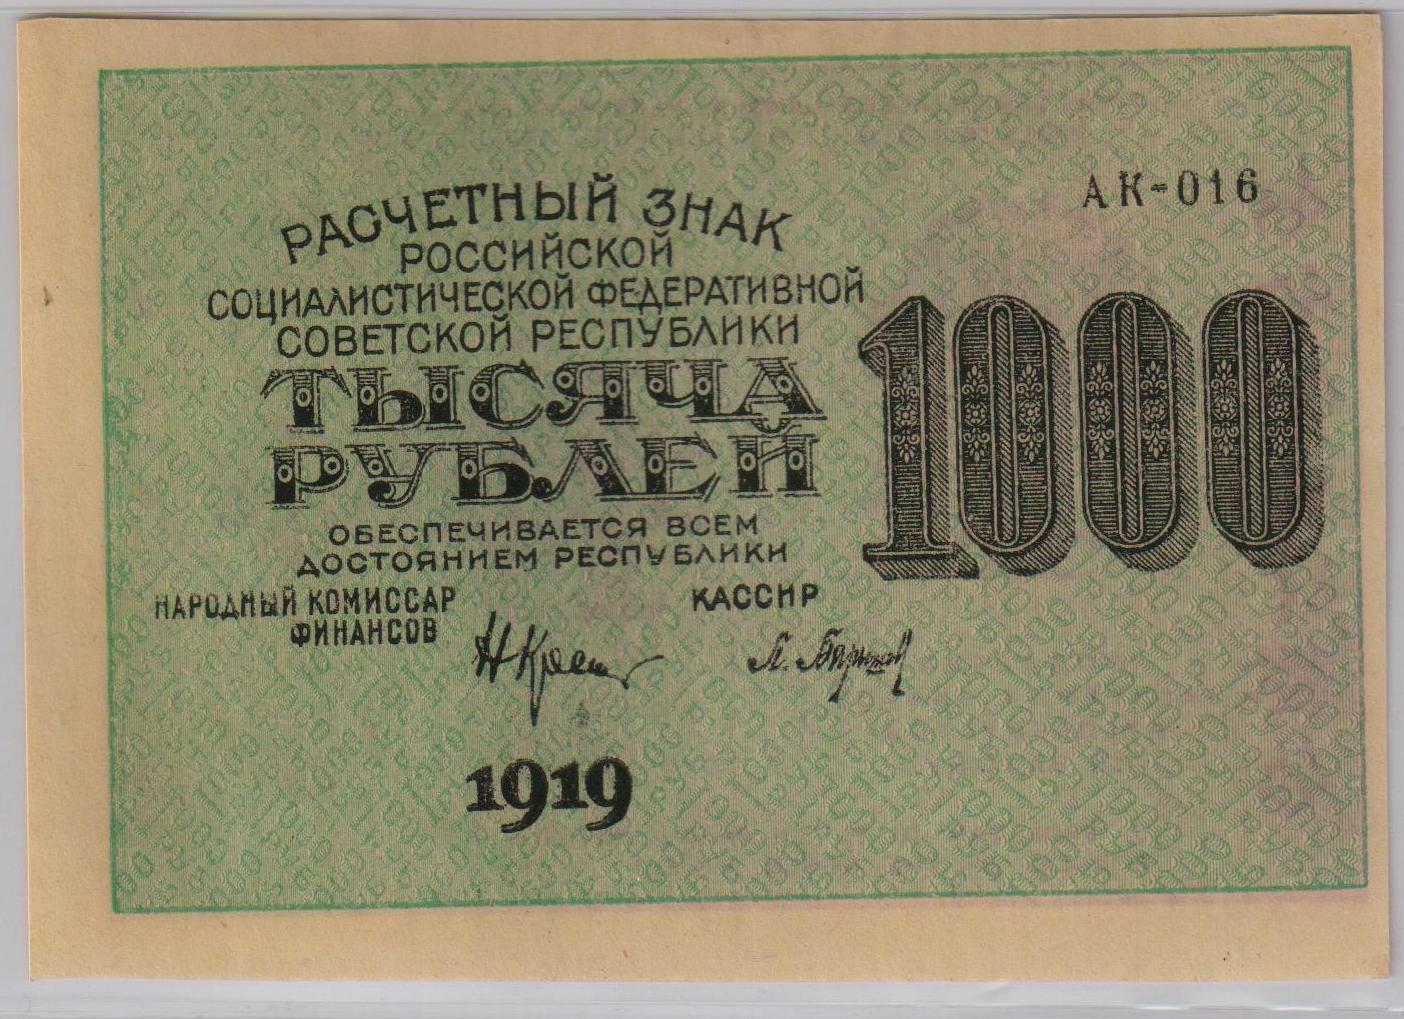 АК-016
РАСЧЕТНЫЙ ЗНАК
РОССИЙСКОЙ
СОЦИАЛИСТИЧЕСКОЙ ФЕДЕРАТИВНОЙ
СОВЕТСКОЙ РЕСПУБЛИКИ
ТЫСЯЧА
РУБЛЕЙ
1000
ОБЕСПЕЧИВАЕТСЯ ВСЕМ
ДОСТОЯНИЕМ РЕСПУБЛИКИ
НАРОДНЫЙ КОМИССАР
ФИНАНСОВ
КАССИР
1919